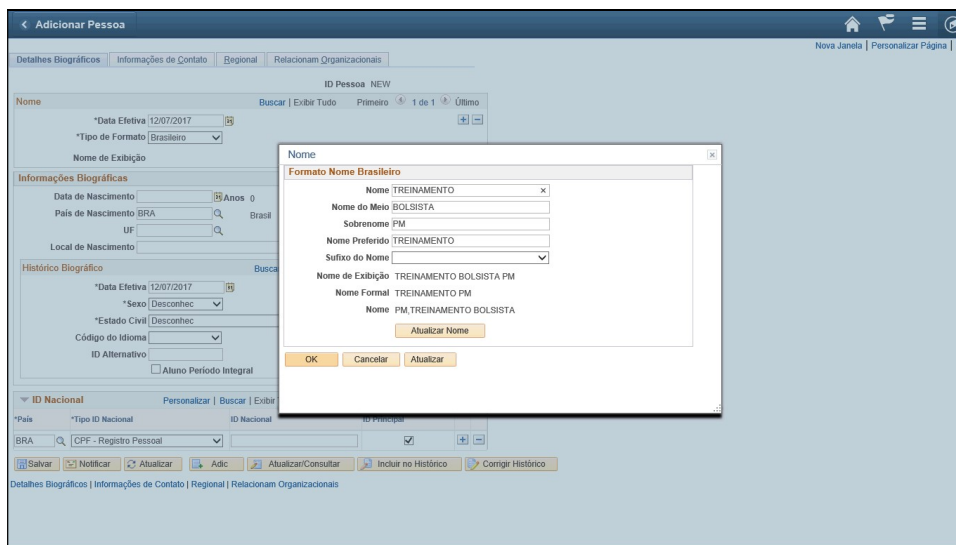 Adicionar Pessoa
Nova Janela | Personalizar Página |
Detalhes Biográficos Informações de Contato Regional Relacionam Organizacionais
ID Pessoa NEW
Nome Buscar | Exibir Tudo Primeiro 1 de 1 Último
*Data Efetiva 12/07/2017
*Tipo de Formato Brasileiro
Nome de Exibição
Informações Biográficas
Data de Nascimento Anos 0
País de Nascimento BRA Brasil
UF
Local de Nascimento
Histórico Biográfico Busca
*Data Efetiva 12/07/2017
*Sexo Desconhec
*Estado Civil Desconhec
Código do Idioma
ID Alternativo
Aluno Período Integral
ID Nacional Personalizar | Buscar | Exibir
*País *Tipo ID Nacional ID Nacional ID Principal
BRA CPF - Registro Pessoal
Salvar Notificar Atualizar Adic Atualizar/Consultar Incluir no Histórico Corrigir Histórico
Detalhes Biográficos | Informações de Contato | Regional | Relacionam Organizacionais
Nome
Formato Nome Brasileiro
Nome TREINAMENTO
Nome do Meio BOLSISTA
Sobrenome PM
Nome Preferido TREINAMENTO
Sufixo do Nome
Nome de Exibição TREINAMENTO BOLSISTA PM
Nome Formal TREINAMENTO PM
Nome PM,TREINAMENTO BOLSISTA
Atualizar Nome
OK Cancelar Atualizar